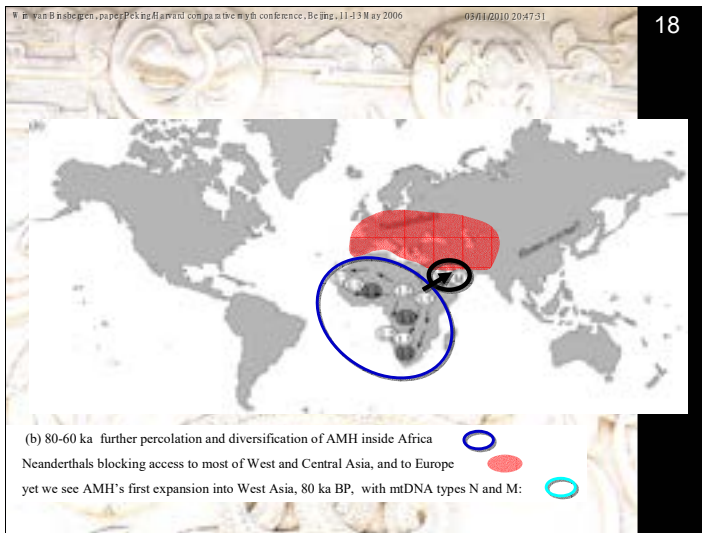 Wim van Binsbergen, paper Peking/Harvard comparative myth conference, Beijing, 11-13 May 2006
03/11/2010 20:47:31
18
(b)
(b) 80-60 ka further percolation and diversification of AMH inside Africa
Neanderthals blocking access to most of West and Central Asia, and to Europe
yet we see AMH's first expansion into West Asia, 80 ka BP, with mtDNA types N and M: